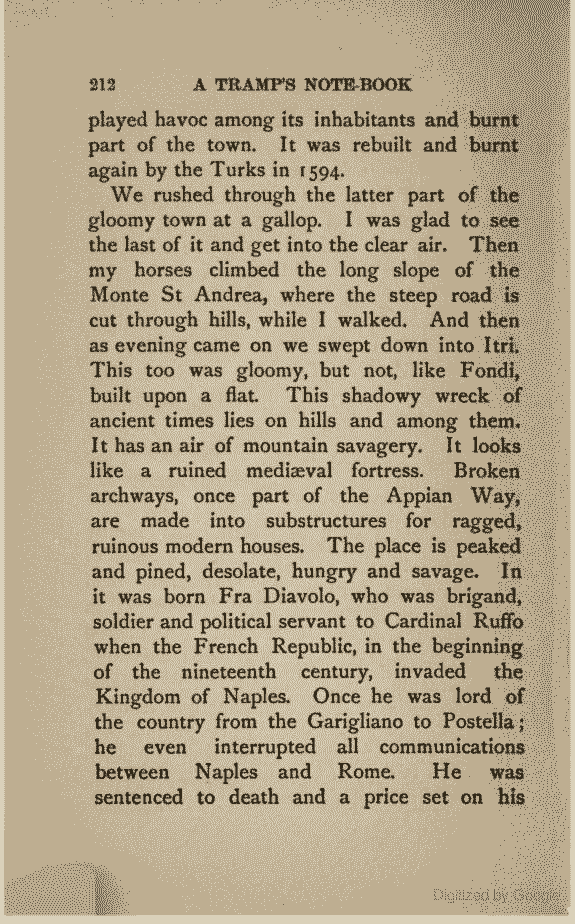 212 A TRAMP'S NOTE-BOOK
played havoc among its inhabitants and burnt
part of the town. It was rebuilt and burnt
again by the Turks in 1594.
We rushed through the latter part of the
gloomy town at a gallop. I was glad to see
the last of it and get into the clear air. Then
my horses climbed the long slope of the
Monte St Andrea, where the steep road is
cut through hills, while I walked. And then
as evening came on we swept down into Itri.
This too was gloomy, but not, like Fondi,
built upon a flat. This shadowy wreck of
ancient times lies on hills and among them.
It has an air of mountain savagery. It looks
like a ruined mediæval fortress. Broken
archways, once part of the Appian Way,
are made into substructures for ragged,
ruinous modern houses. The place is peaked
and pined, desolate, hungry and savage. In
it was born Fra Diavolo, who was brigand,
soldier and political servant to Cardinal Ruffo
when the French Republic, in the beginning
of the nineteenth century, invaded the
Kingdom of Naples. Once he was lord of
the country from the Garigliano to Postella;
he even interrupted all communications
between Naples and Rome. He was
sentenced to death and a price set on his
Digitized by Google